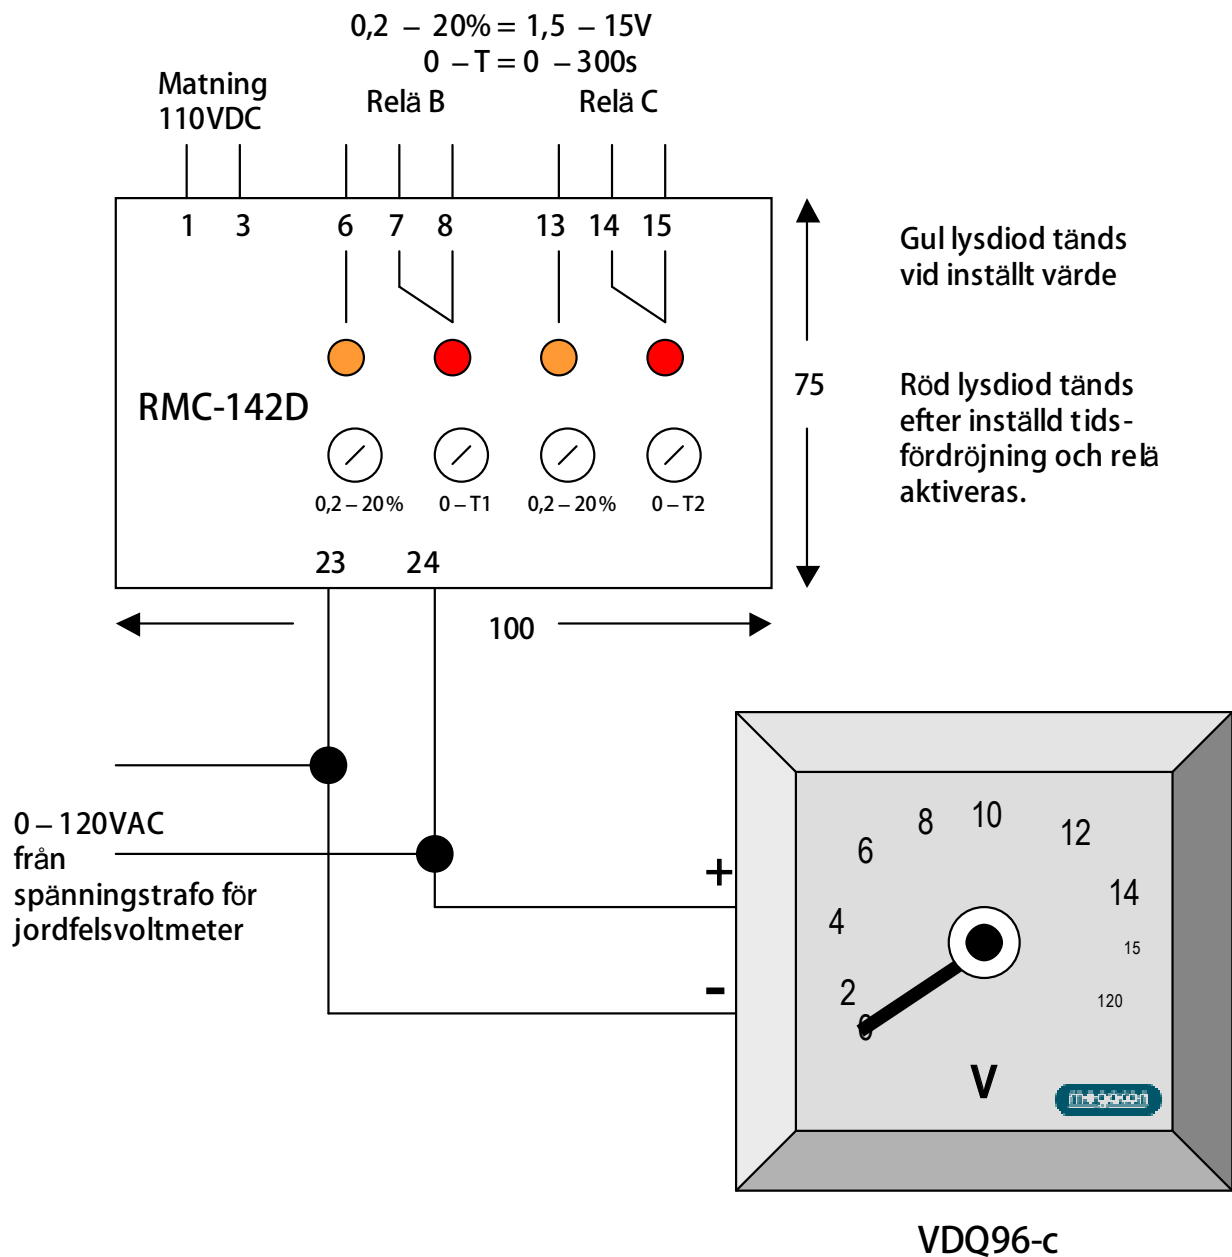 0,2 – 20% = 1,5 – 15V
0 – T = 0 – 300s
Matning
110VDC
Relä B
Relä C
1 3 6 7 8 13 14 15
Gul lysdiod tänds
vid inställt värde
RMC-142D
75
Röd lysdiod tänds
efter inställd tids-
fördröjning och relä
aktiveras.
0,2 – 20% 0 – T1 0,2 – 20% 0 – T2
23 24
100
0 – 120VAC
från
spänningstrafo för
jordfelsvoltmeter
+
-
0
2
4
6
8
10
12
14
15
120
V
megacon
VDQ96-c